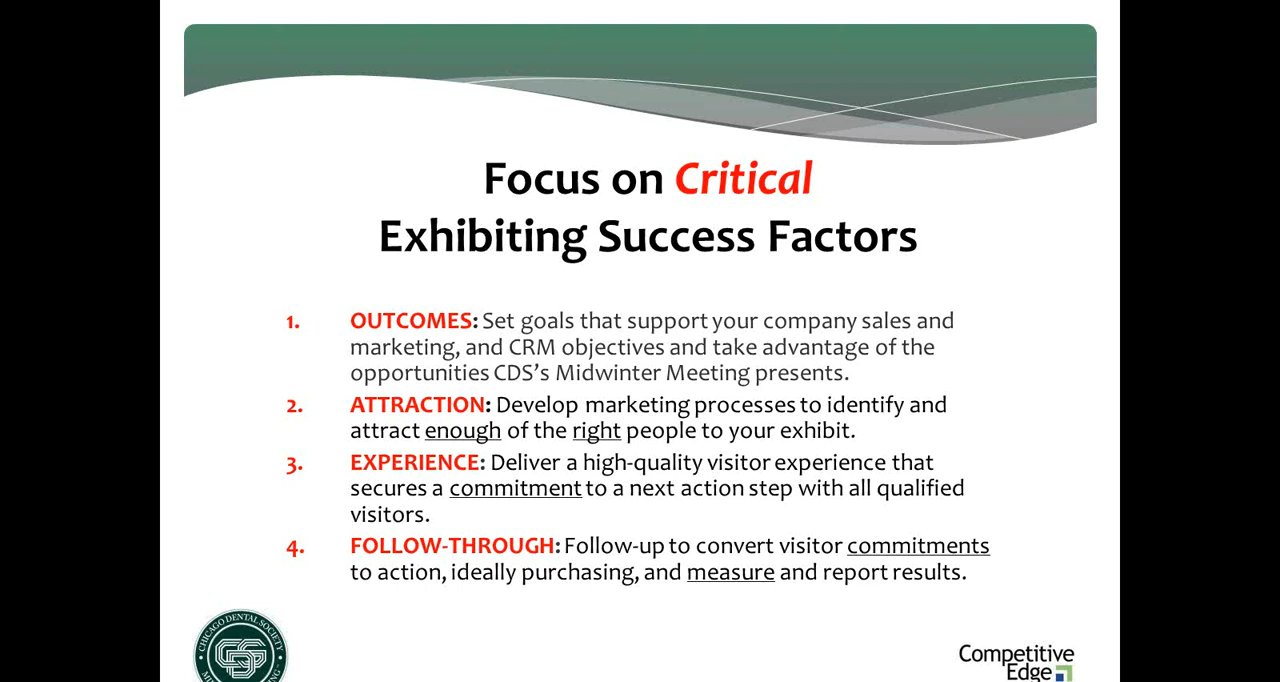 Focus on Critical
Exhibiting Success Factors
1. OUTCOMES: Set goals that support your company sales and
marketing, and CRM objectives and take advantage of the
opportunities CDS’s Midwinter Meeting presents.
2. ATTRACTION: Develop marketing processes to identify and
attract enough of the right people to your exhibit.
3. EXPERIENCE: Deliver a high-quality visitor experience that
secures a commitment to a next action step with all qualified
visitors.
4. FOLLOW-THROUGH: Follow-up to convert visitor commitments
to action, ideally purchasing, and measure and report results.
CHICAGO DENTAL SOCIETY
CDS
Competitive
Edge